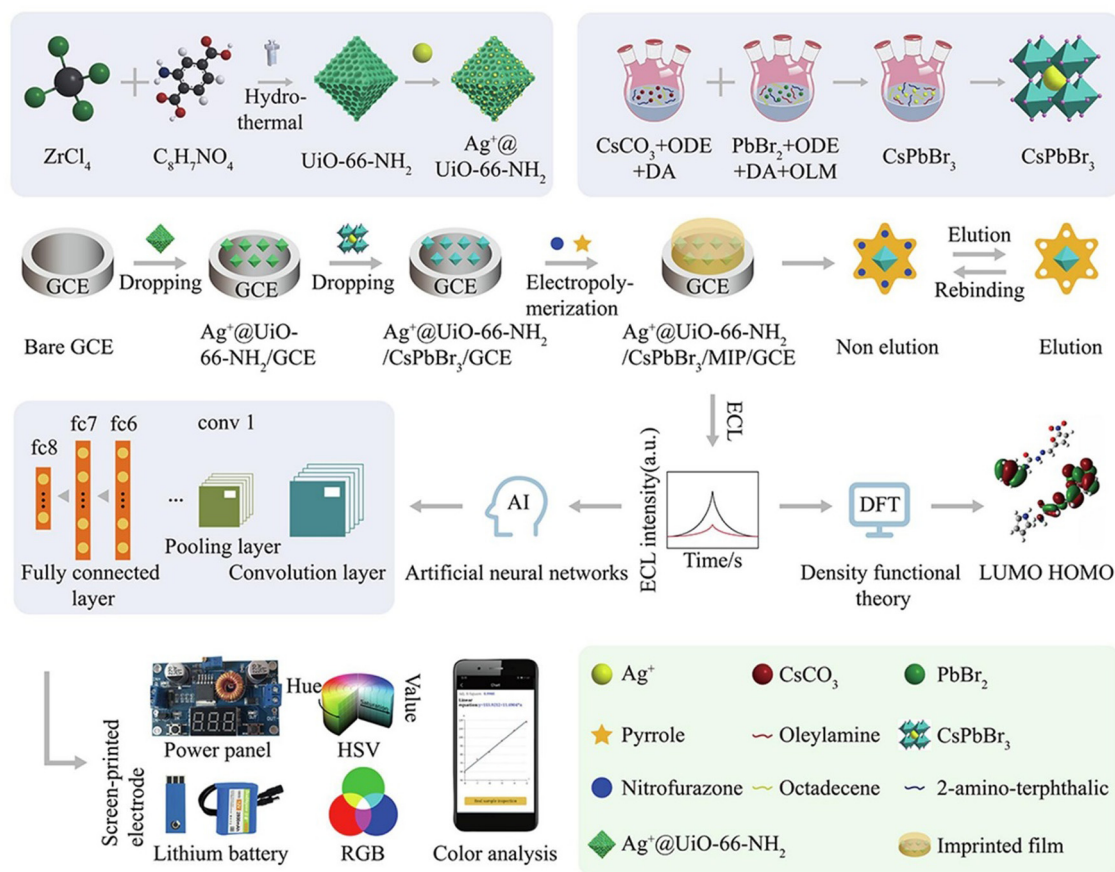 ZrCl4
C8H7NO4
Hydro-
thermal
UiO-66-NH2
Ag+@
UiO-66-NH2
CsCO3+ODE
+DA
PbBr2+ODE
+DA+OLM
CsPbBr3
CsPbBr3
GCE
Dropping
GCE
Dropping
GCE
Electropoly-
merization
GCE
Elution
Rebinding
Bare GCE
Ag+@UiO-
66-NH2/GCE
Ag+@UiO-66-NH2
/CsPbBr3/GCE
Ag+@UiO-66-NH2
/CsPbBr3/MIP/GCE
Non elution
Elution
fc8
fc7
fc6
conv 1
...
Pooling layer
Fully connected
layer
Convolution layer
AI
Artificial neural networks
ECL
ECL intensity(a.u.)
Time/s
DFT
Density functional
theory
LUMO HOMO
Screen-printed
electrode
Power panel
Hue
Value
HSV
Lithium battery
RGB
Color analysis
Ag+
CsCO3
PbBr2
Pyrrole
Oleylamine
CsPbBr3
Nitrofurazone
Octadecene
2-amino-terphthalic
Ag+@UiO-66-NH2
Imprinted film